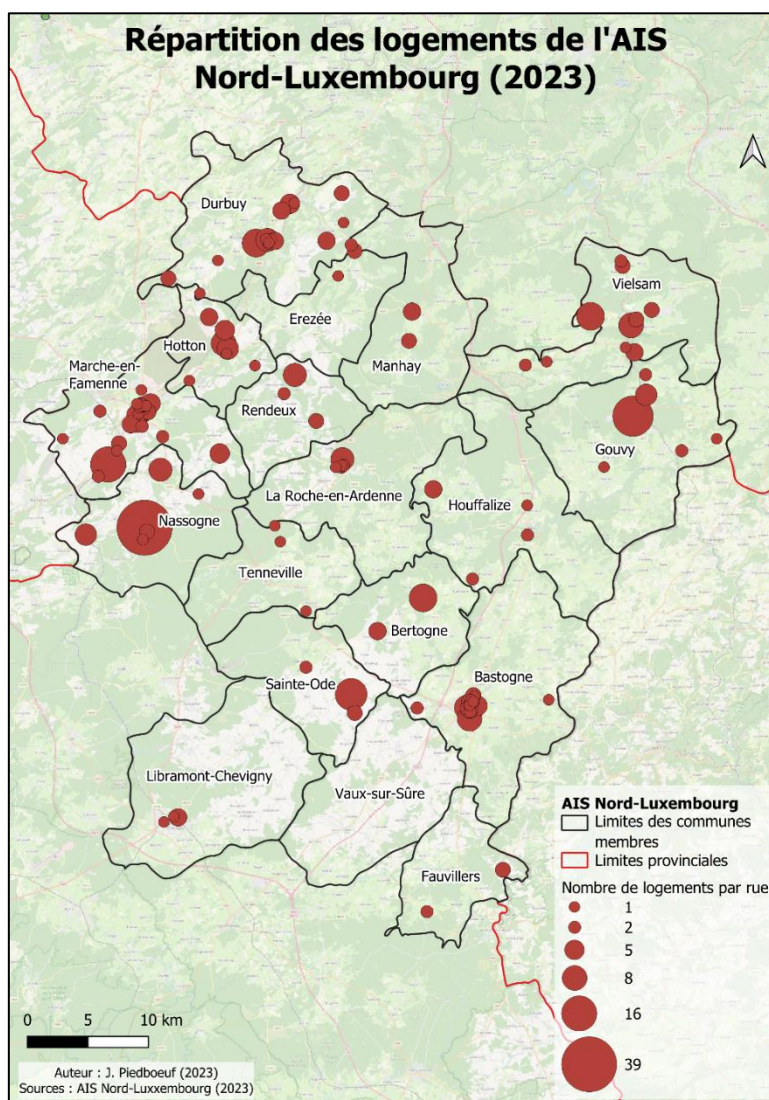 Répartition des logements de l'AIS
Nord-Luxembourg (2023)
Durbuy
Vielsam
Erezée
Hotton
Manhay
Marche-en-
Famenne
Rendeux
Gouvy
La Roche-en-Ardenne
Houffalize
Nassogne
Tenneville
Bertogne
Sainte-Ode
Bastogne
Libramont-Chevigny
Vaux-sur-Sûre
Fauvillers
AIS Nord-Luxembourg
Limites des communes
membres
Limites provinciales
Nombre de logements par rue
1
2
5
8
16
39
0 5 10 km
Auteur : J. Piedboeuf (2023)
Sources : AIS Nord-Luxxembourg (2023)